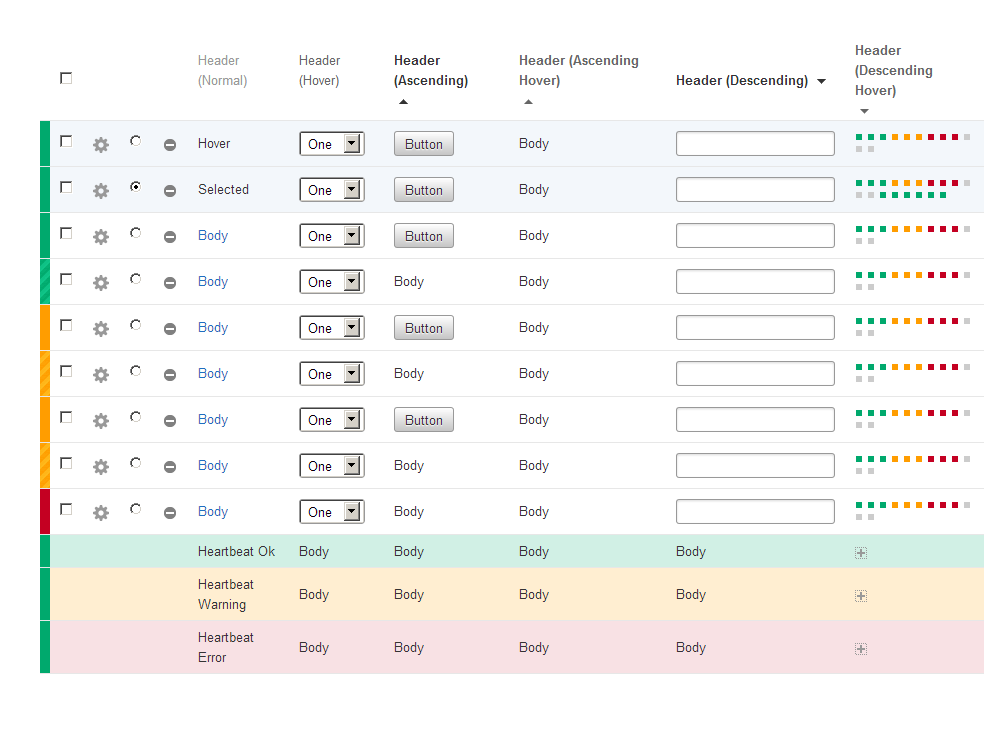 Header (Normal)
Header (Hover)
Header (Ascending)
Header (Ascending Hover)
Header (Descending)
Header (Descending Hover)
Hover One Button Body
Selected One Button Body
Body One Button Body
Body One Body Body
Body One Button Body
Body One Body Body
Body One Button Body
Body One Body Body
Body One Body Body
Heartbeat Ok Body Body Body Body
Heartbeat Warning Body Body Body Body
Heartbeat Error Body Body Body Body